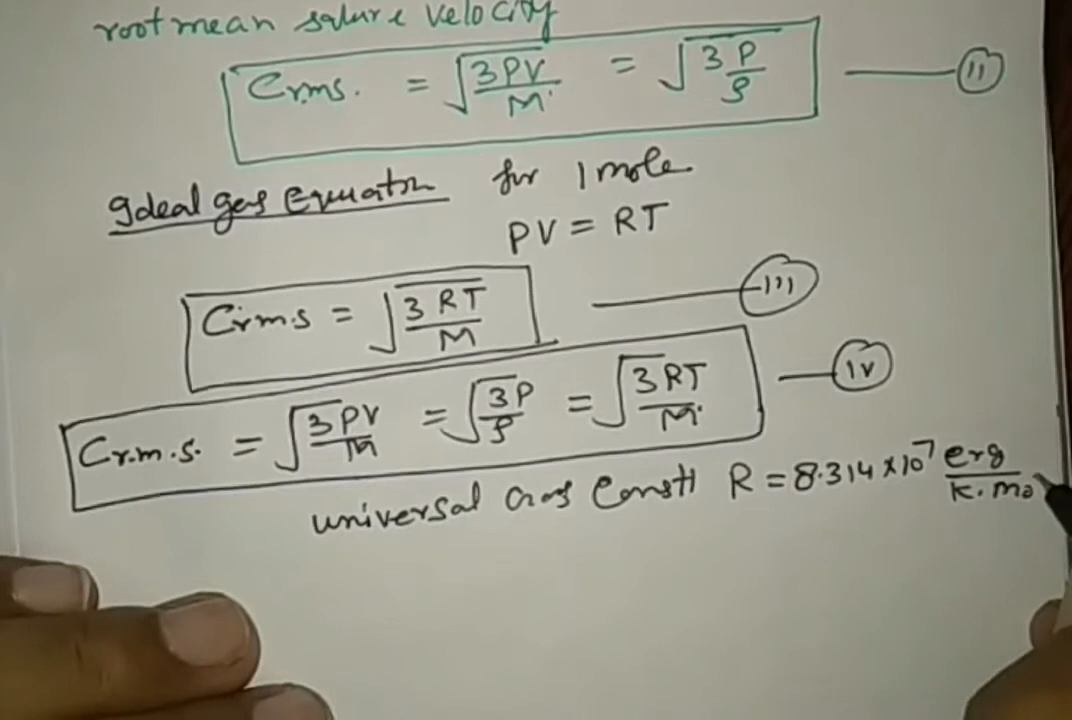 root mean salure velocity
Crms. = √3PV/M = √3P/ρ —— (II)
Ideal gas Equation for 1 mole
PV = RT
Cr.m.s = √3RT/M —— (III)
Cr.m.s. = √3PV/M = √3P/ρ = √3RT/M —— (IV)
universal Gas Constt R = 8.314 × 10⁷ erg/K. mo